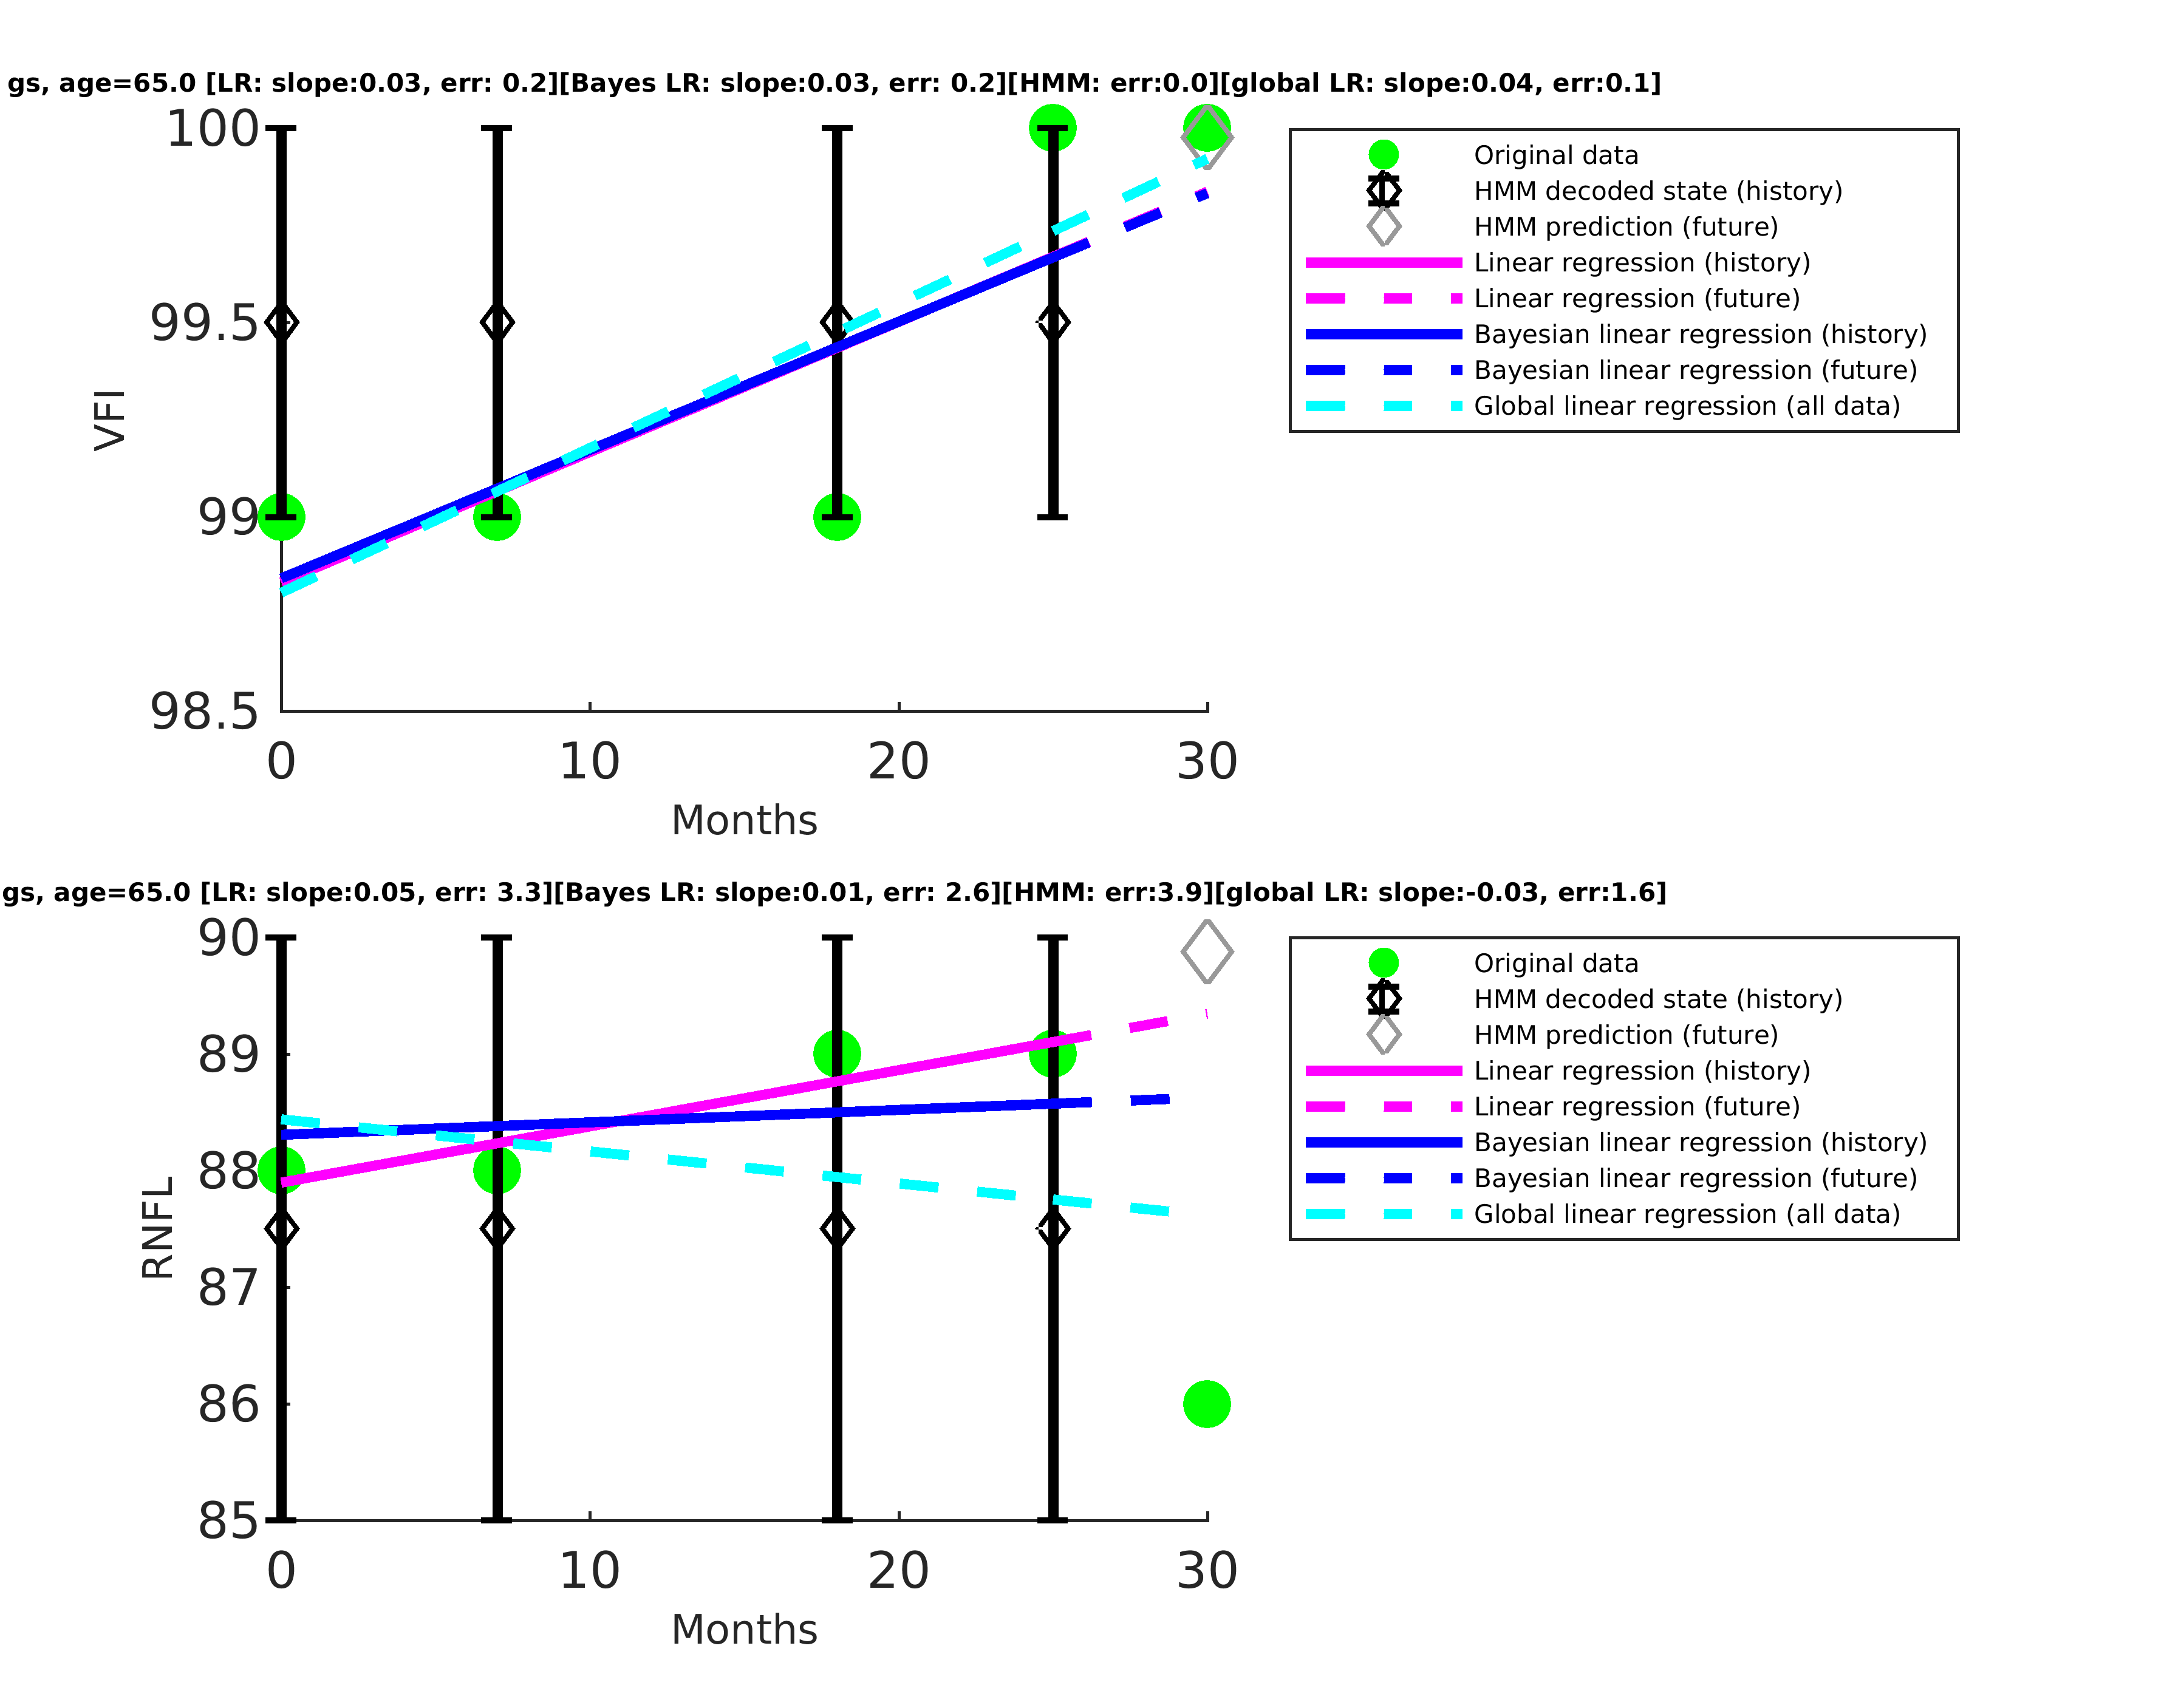 gs, age=65.0 [LR: slope:0.03, err: 0.2][Bayes LR: slope:0.03, err: 0.2][HMM: err:0.0][global LR: slope:0.04, err:0.1]
100
99.5
99
98.5
VFI
0 10 20 30
Months
Original data
HMM decoded state (history)
HMM prediction (future)
Linear regression (history)
Linear regression (future)
Bayesian linear regression (history)
Bayesian linear regression (future)
Global linear regression (all data)
gs, age=65.0 [LR: slope:0.05, err: 3.3][Bayes LR: slope:0.01, err: 2.6][HMM: err:3.9][global LR: slope:-0.03, err:1.6]
90
89
88
87
86
85
RNFL
0 10 20 30
Months
Original data
HMM decoded state (history)
HMM prediction (future)
Linear regression (history)
Linear regression (future)
Bayesian linear regression (history)
Bayesian linear regression (future)
Global linear regression (all data)